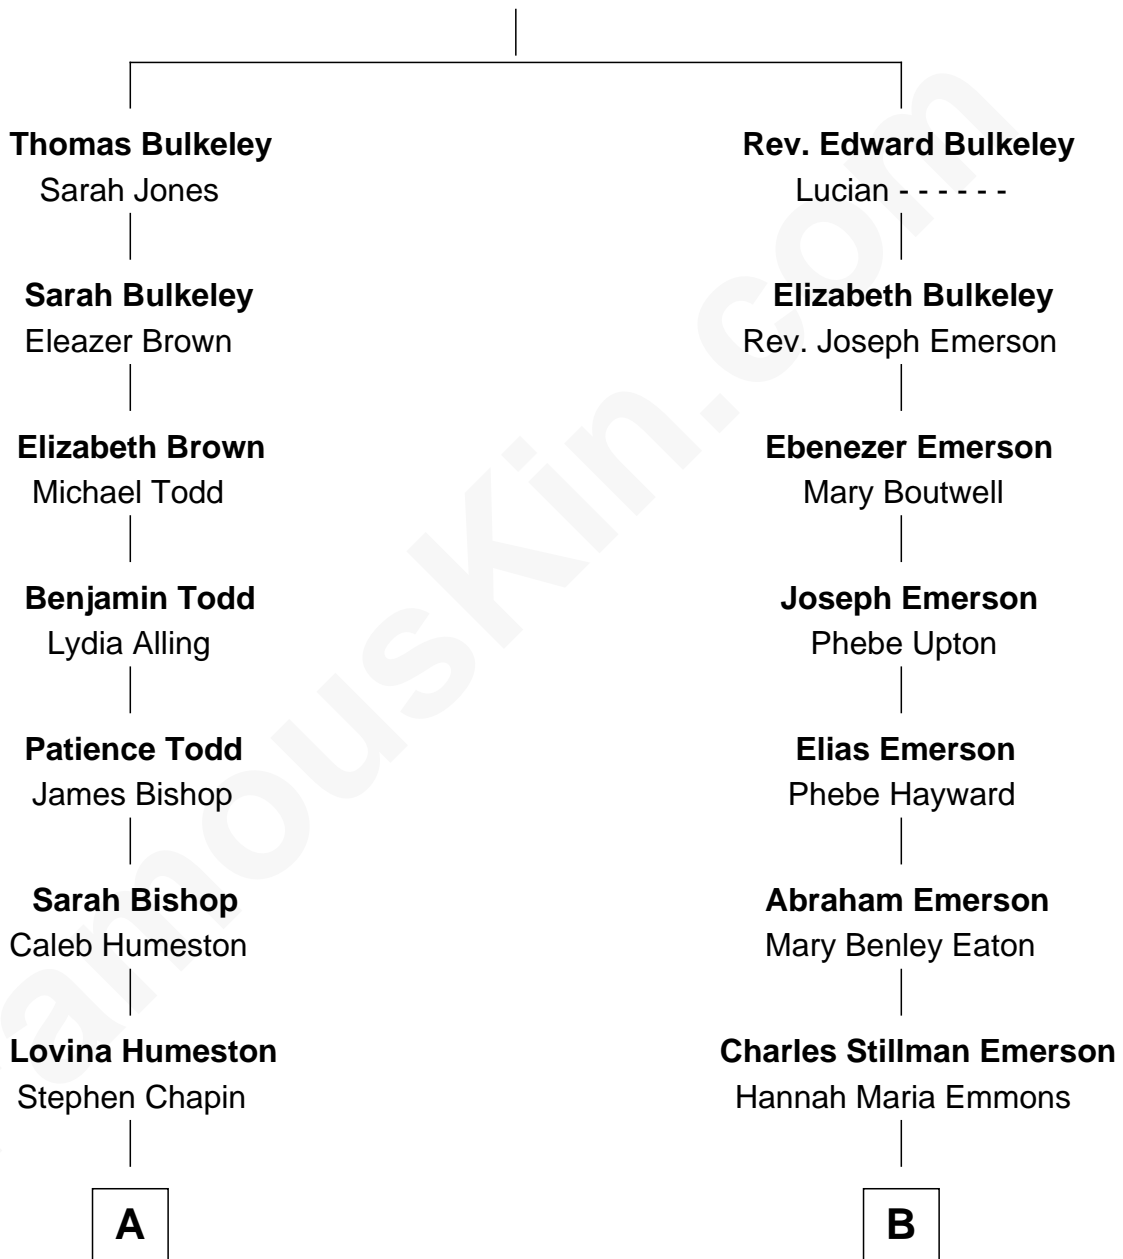 Thomas Bulkeley
Sarah Jones
Sarah Bulkeley
Eleazer Brown
Elizabeth Brown
Michael Todd
Benjamin Todd
Lydia Alling
Patience Todd
James Bishop
Sarah Bishop
Caleb Humeston
Lovina Humeston
Stephen Chapin
A
Rev. Edward Bulkeley
Lucian - - - - - -
Elizabeth Bulkeley
Rev. Joseph Emerson
Ebenezer Emerson
Mary Boutwell
Joseph Emerson
Phebe Upton
Elias Emerson
Phebe Hayward
Abraham Emerson
Mary Benley Eaton
Charles Stillman Emerson
Hannah Maria Emmons
B
amousKin.com